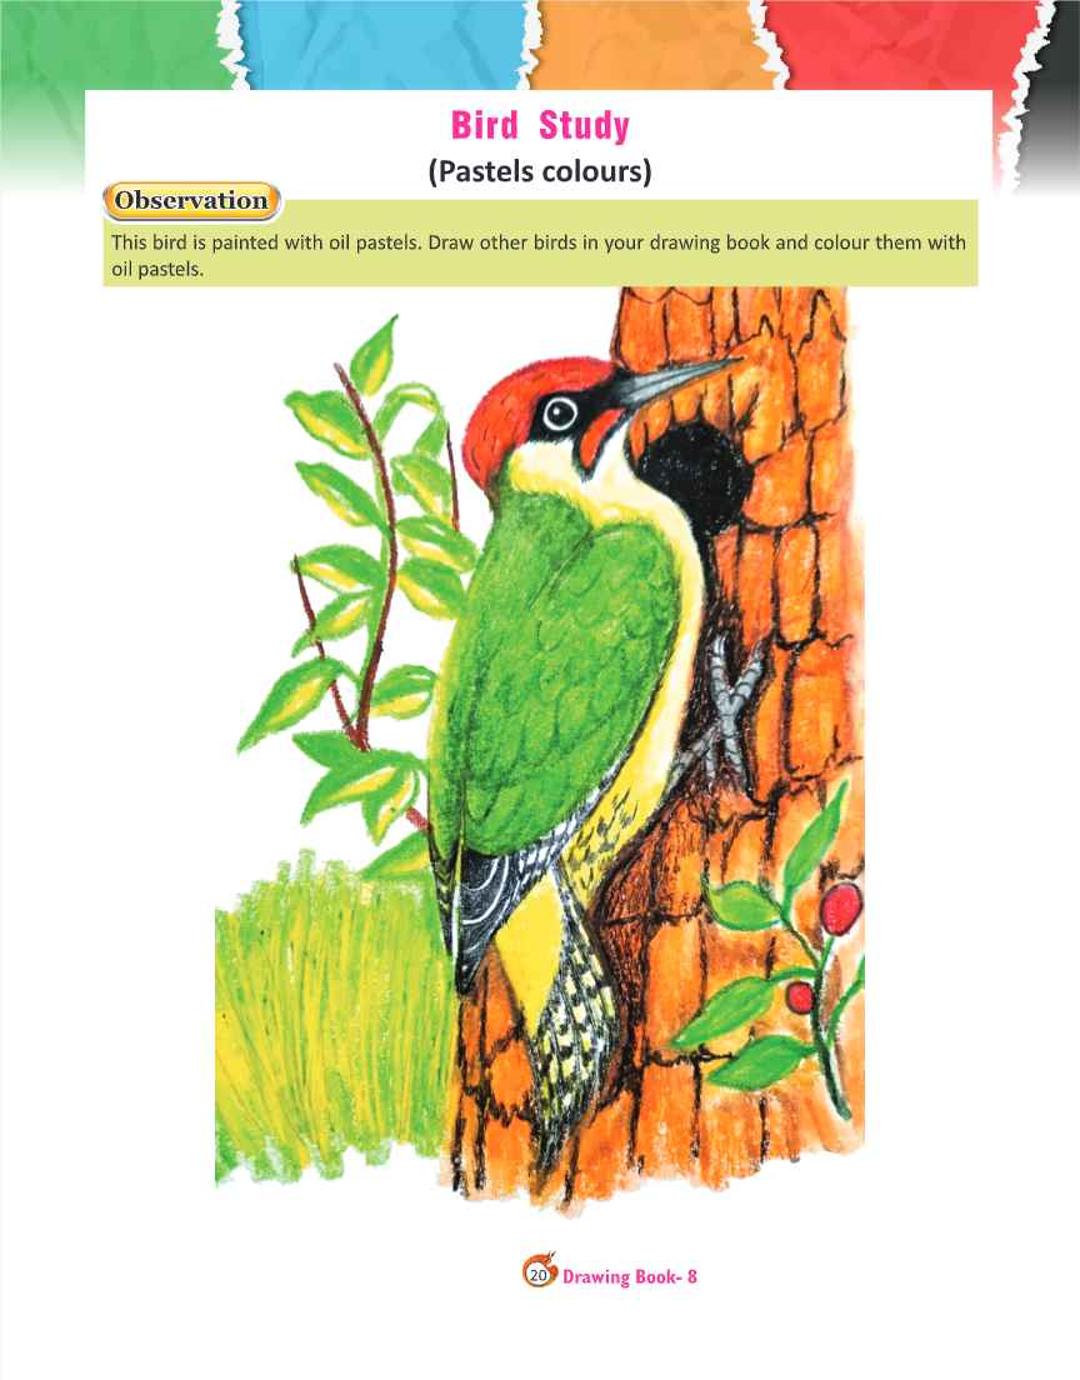 Bird Study
(Pastels colours)
Observation
This bird is painted with oil pastels. Draw other birds in your drawing book and colour them with
oil pastels.
20 Drawing Book- 8